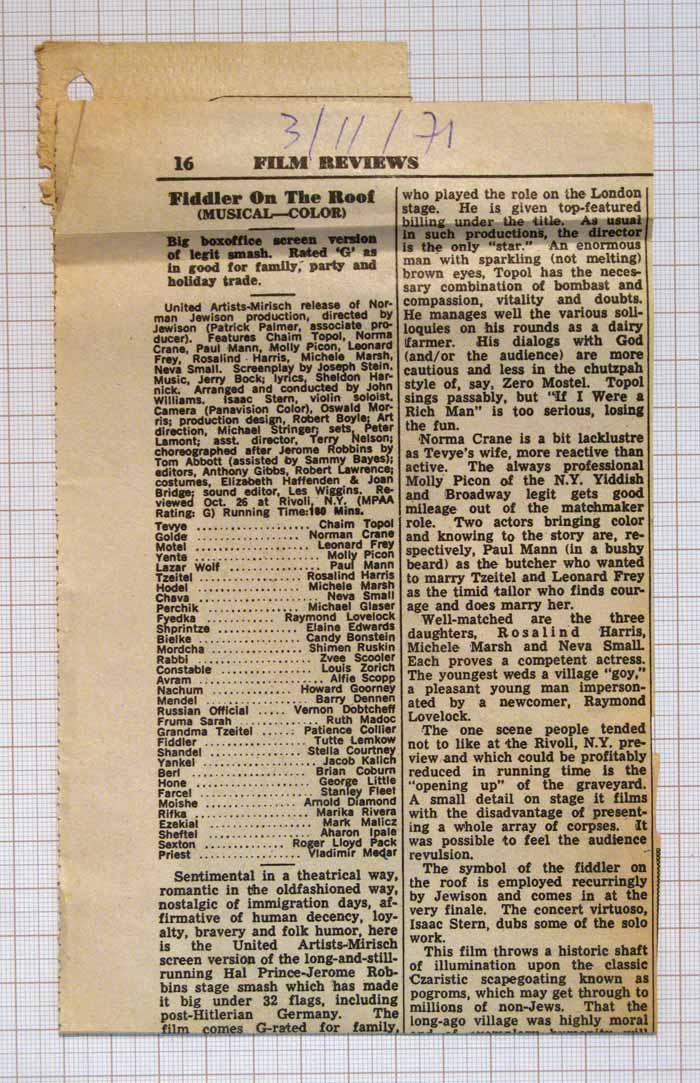 3/11/71
16 FILM REVIEWS
Fiddler On The Roof
(MUSICAL—COLOR)
Big boxoffice screen version
of legit smash. Rated 'G' as
in good for family, party and
holiday trade.
United Artists-Mirisch release of Nor-
man Jewison production, directed by
Jewison (Patrick Palmer, associate pro-
ducer). Features Chaim Topol, Norma
Crane, Paul Mann, Molly Picon, Leonard
Frey, Rosalind Harris, Michele Marsh,
Neva Small. Screenplay by Joseph Stein.
Music, Jerry Bock; lyrics, Sheldon Har-
nick. Arranged and conducted by John
Williams. Isaac Stern, violin soloist.
Camera (Panavision Color), Oswald Mor-
ris; production design, Robert Boyle; Art
direction, Michael Stringer; sets, Peter
Lamont; asst. director, Terry Nelson;
choreographed after Jerome Robbins by
Tom Abbott (assisted by Sammy Bayes);
editors, Anthony Gibbs, Robert Lawrence;
costumes, Elizabeth Haffenden & Joan
Bridge; sound editor, Les Wiggins. Re-
viewed Oct. 26 at Rivoli, N.Y. (MPAA
Rating: G) Running Time:180 Mins.
Tevye .................... Chaim Topol
Golde .................... Norman Crane
Motel .................... Leonard Frey
Yente .................... Molly Picon
Lazar Wolf ............... Paul Mann
Tzeitel .................. Rosalind Harris
Hodel .................... Michele Marsh
Chava .................... Neva Small
Perchik .................. Michael Glaser
Fyedka ................... Raymond Lovelock
Shprintze ................ Elaine Edwards
Bielke ................... Candy Bonstein
Mordcha .................. Shimen Ruskin
Rabbi .................... Zvee Scooler
Constable ................ Louis Zorich
Avram .................... Alfie Scopp
Nachum ................... Howard Goorney
Mendel ................... Barry Dennen
Russian Official ..... Vernon Dobtcheff
Fruma Sarah .............. Ruth Madoc
Grandma Tzeitel ...... Patience Collier
Fiddler .................. Tutte Lemkow
Shandel .................. Stella Courtney
Yankel ................... Jacob Kalich
Berl ..................... Brian Coburn
Hone ..................... George Little
Farcel ................... Stanley Fleet
Moishe ................... Arnold Diamond
Rifka .................... Marika Rivera
Ezekial .................. Mark Malicz
Sheftel .................. Aharon Ipale
Sexton ................... Roger Lloyd Pack
Priest ................... Vladimir Medar
Sentimental in a theatrical way,
romantic in the oldfashioned way,
nostalgic of immigration days, af-
firmative of human decency, loy-
alty, bravery and folk humor, here
is the United Artists-Mirisch
screen version of the long-and-still-
running Hal Prince-Jerome Rob-
bins stage smash which has made
it big under 32 flags, including
post-Hitlerian Germany. The
film comes G-rated for family,
who played the role on the London
stage. He is given top-featured
billing under the title. As usual
in such productions, the director
is the only "star." An enormous
man with sparkling (not melting)
brown eyes, Topol has the neces-
sary combination of bombast and
compassion, vitality and doubts.
He manages well the various soli-
loquies on his rounds as a dairy
farmer. His dialogs with God
(and/or the audience) are more
cautious and less in the chutzpah
style of, say, Zero Mostel. Topol
sings passably, but "If I Were a
Rich Man" is too serious, losing
the fun.
Norma Crane is a bit lacklustre
as Tevye's wife, more reactive than
active. The always professional
Molly Picon of the N.Y. Yiddish
and Broadway legit gets good
mileage out of the matchmaker
role. Two actors bringing color
and knowing to the story are, re-
spectively, Paul Mann (in a bushy
beard) as the butcher who wanted
to marry Tzeitel and Leonard Frey
as the timid tailor who finds cour-
age and does marry her.
Well-matched are the three
daughters, Rosalind Harris,
Michele Marsh and Neva Small.
Each proves a competent actress.
The youngest weds a village "goy,"
a pleasant young man imperson-
ated by a newcomer, Raymond
Lovelock.
The one scene people tended
not to like at the Rivoli, N.Y. pre-
view and which could be profitably
reduced in running time is the
"opening up" of the graveyard.
A small detail on stage it films
with the disadvantage of present-
ing a whole array of corpses. It
was possible to feel the audience
revulsion.
The symbol of the fiddler on
the roof is employed recurringly
by Jewison and comes in at the
very finale. The concert virtuoso,
Isaac Stern, dubs some of the solo
work.
This film throws a historic shaft
of illumination upon the classic
Czaristic scapegoating known as
pogroms, which may get through to
millions of non-Jews. That the
long-ago village was highly moral